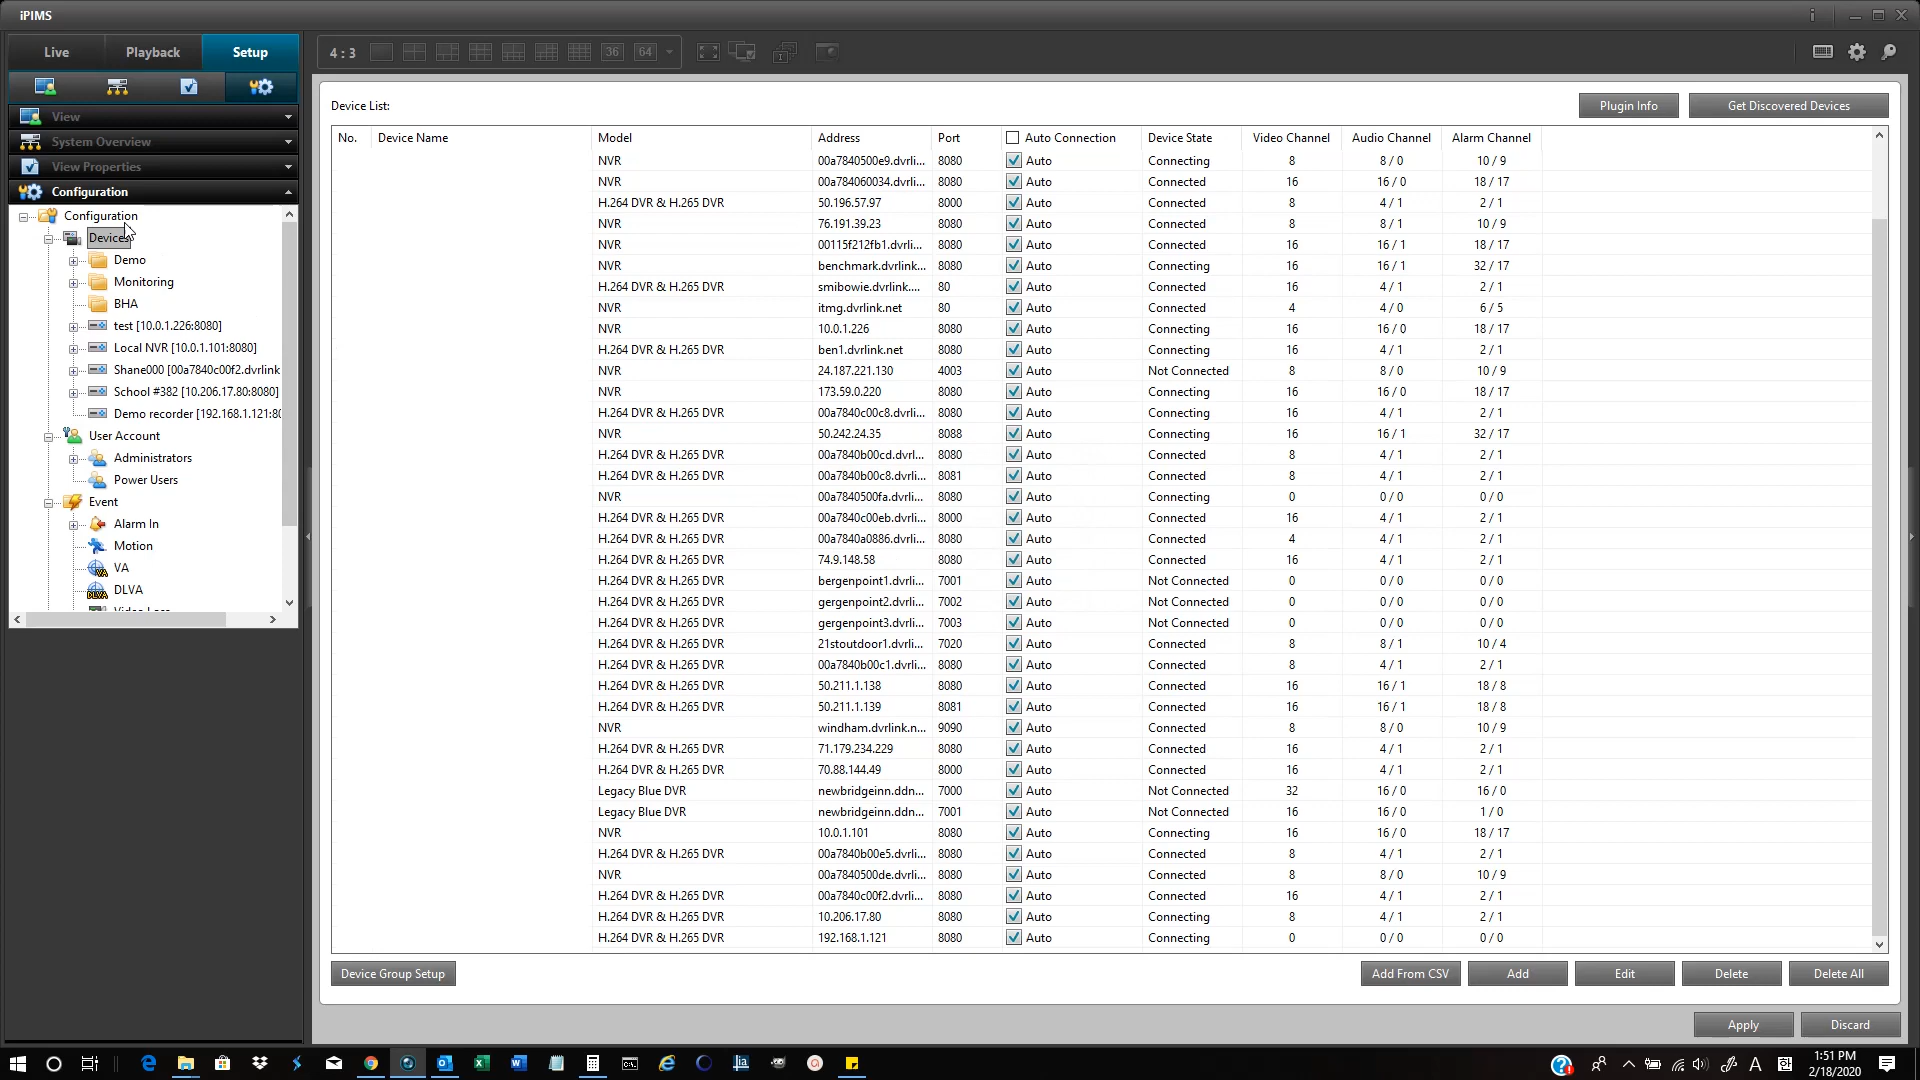 iPIMS
Live Playback Setup
4 : 3 36 64
View
System Overview
View Properties
Configuration
Configuration
Devices
Demo
Monitoring
BHA
test [10.0.1.226:8080]
Local NVR [10.0.1.101:8080]
Shane000 [00a7840c00f2.dvrlink
School #382 [10.206.17.80:8080]
Demo recorder [192.168.1.121:80
User Account
Administrators
Power Users
Event
Alarm In
Motion
VA
DLVA
Device List:
Plugin Info Get Discovered Devices
No. Device Name Model Address Port Auto Connection Device State Video Channel Audio Channel Alarm Channel
NVR 00a7840500e9.dvrli... 8080 Auto Connecting 8 8 / 0 10 / 9
NVR 00a784060034.dvrli... 8080 Auto Connected 16 16 / 0 18 / 17
H.264 DVR & H.265 DVR 50.196.57.97 8000 Auto Connected 8 4 / 1 2 / 1
NVR 76.191.39.23 8080 Auto Connected 8 8 / 1 10 / 9
NVR 00115f212fb1.dvrli... 8080 Auto Connected 16 16 / 1 18 / 17
NVR benchmark.dvrlink... 8080 Auto Connecting 16 16 / 1 32 / 17
H.264 DVR & H.265 DVR smibowie.dvrlink.... 80 Auto Connected 16 4 / 1 2 / 1
NVR itmg.dvrlink.net 80 Auto Connected 4 4 / 0 6 / 5
NVR 10.0.1.226 8080 Auto Connecting 16 16 / 0 18 / 17
H.264 DVR & H.265 DVR ben1.dvrlink.net 8080 Auto Connecting 16 4 / 1 2 / 1
NVR 24.187.221.130 4003 Auto Not Connected 8 8 / 0 10 / 9
NVR 173.59.0.220 8080 Auto Connecting 16 16 / 0 18 / 17
H.264 DVR & H.265 DVR 00a7840c00c8.dvrli... 8080 Auto Connecting 16 4 / 1 2 / 1
NVR 50.242.24.35 8088 Auto Connecting 16 16 / 1 32 / 17
H.264 DVR & H.265 DVR 00a7840b00cd.dvrli... 8080 Auto Connected 8 4 / 1 2 / 1
H.264 DVR & H.265 DVR 00a7840b00c8.dvrli... 8081 Auto Connected 8 4 / 1 2 / 1
NVR 00a7840500fa.dvrli... 8080 Auto Connecting 0 0 / 0 0 / 0
H.264 DVR & H.265 DVR 00a7840c00eb.dvrli... 8000 Auto Connected 16 4 / 1 2 / 1
H.264 DVR & H.265 DVR 00a7840a0886.dvrli... 8080 Auto Connected 4 4 / 1 2 / 1
H.264 DVR & H.265 DVR 74.9.148.58 8080 Auto Connected 16 4 / 1 2 / 1
H.264 DVR & H.265 DVR bergenpoint1.dvrli... 7001 Auto Not Connected 0 0 / 0 0 / 0
H.264 DVR & H.265 DVR gergenpoint2.dvrli... 7002 Auto Not Connected 0 0 / 0 0 / 0
H.264 DVR & H.265 DVR gergenpoint3.dvrli... 7003 Auto Not Connected 0 0 / 0 0 / 0
H.264 DVR & H.265 DVR 21stoutdoor1.dvrli... 7020 Auto Connected 8 8 / 1 10 / 4
H.264 DVR & H.265 DVR 00a7840b00c1.dvrli... 8080 Auto Connected 8 4 / 1 2 / 1
H.264 DVR & H.265 DVR 50.211.1.138 8080 Auto Connected 16 16 / 1 18 / 8
H.264 DVR & H.265 DVR 50.211.1.139 8081 Auto Connected 16 16 / 1 18 / 8
NVR windham.dvrlink.n... 9090 Auto Connected 8 8 / 0 10 / 9
H.264 DVR & H.265 DVR 71.179.234.229 8080 Auto Connected 16 4 / 1 2 / 1
H.264 DVR & H.265 DVR 70.88.144.49 8000 Auto Connected 16 4 / 1 2 / 1
Legacy Blue DVR newbridgeinn.ddn... 7000 Auto Not Connected 32 16 / 0 16 / 0
Legacy Blue DVR newbridgeinn.ddn... 7001 Auto Not Connected 16 16 / 0 1 / 0
NVR 10.0.1.101 8080 Auto Connecting 16 16 / 0 18 / 17
H.264 DVR & H.265 DVR 00a7840b00e5.dvrli... 8080 Auto Connected 8 4 / 1 2 / 1
NVR 00a7840500de.dvrli... 8080 Auto Connected 8 8 / 0 10 / 9
H.264 DVR & H.265 DVR 00a7840c00f2.dvrli... 8080 Auto Connected 16 4 / 1 2 / 1
H.264 DVR & H.265 DVR 10.206.17.80 8080 Auto Connecting 8 4 / 1 2 / 1
H.264 DVR & H.265 DVR 192.168.1.121 8080 Auto Connecting 0 0 / 0 0 / 0
Device Group Setup Add From CSV Add Edit Delete Delete All
Apply Discard
1:51 PM
2/18/2020